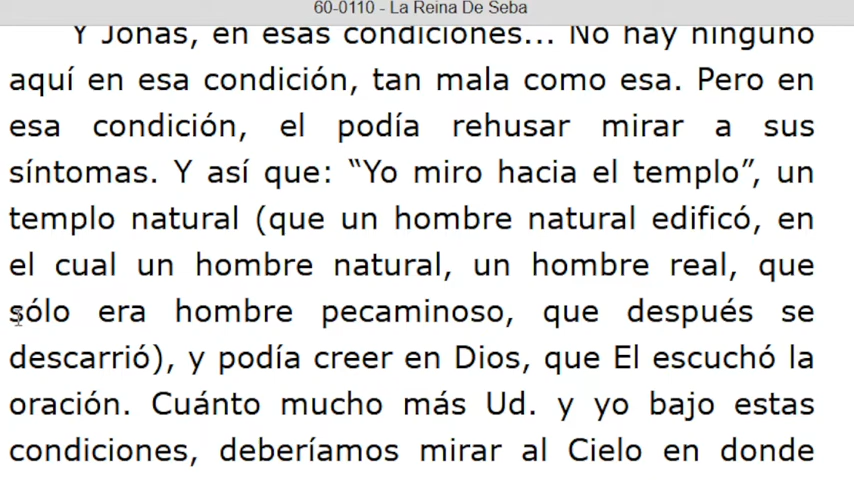 60-0110 - La Reina De Seba
Y Jonás, en esas condiciones... No hay ninguno
aquí en esa condición, tan mala como esa. Pero en
esa condición, el podía rehusar mirar a sus
síntomas. Y así que: “Yo miro hacia el templo”, un
templo natural (que un hombre natural edificó, en
el cual un hombre natural, un hombre real, que
sólo era hombre pecaminoso, que después se
descarrió), y podía creer en Dios, que El escuchó la
oración. Cuánto mucho más Ud. y yo bajo estas
condiciones, deberíamos mirar al Cielo en donde